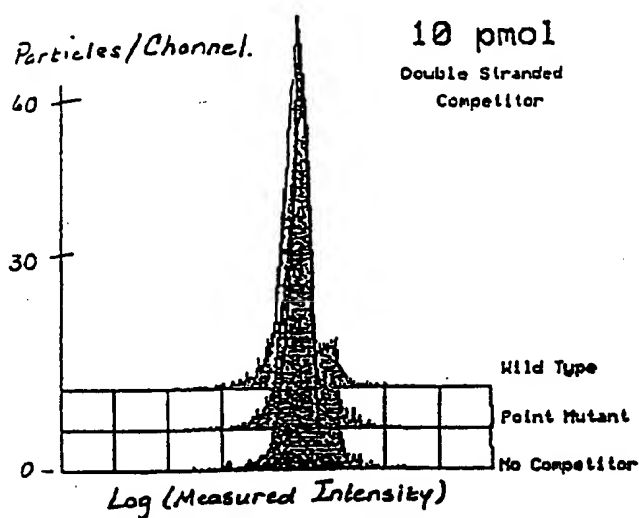 Particles/Channel.
10 pmol
Double Stranded
Competitor
60
30
0
Wild Type
Point Mutant
No Competitor
Log (Measured Intensity)